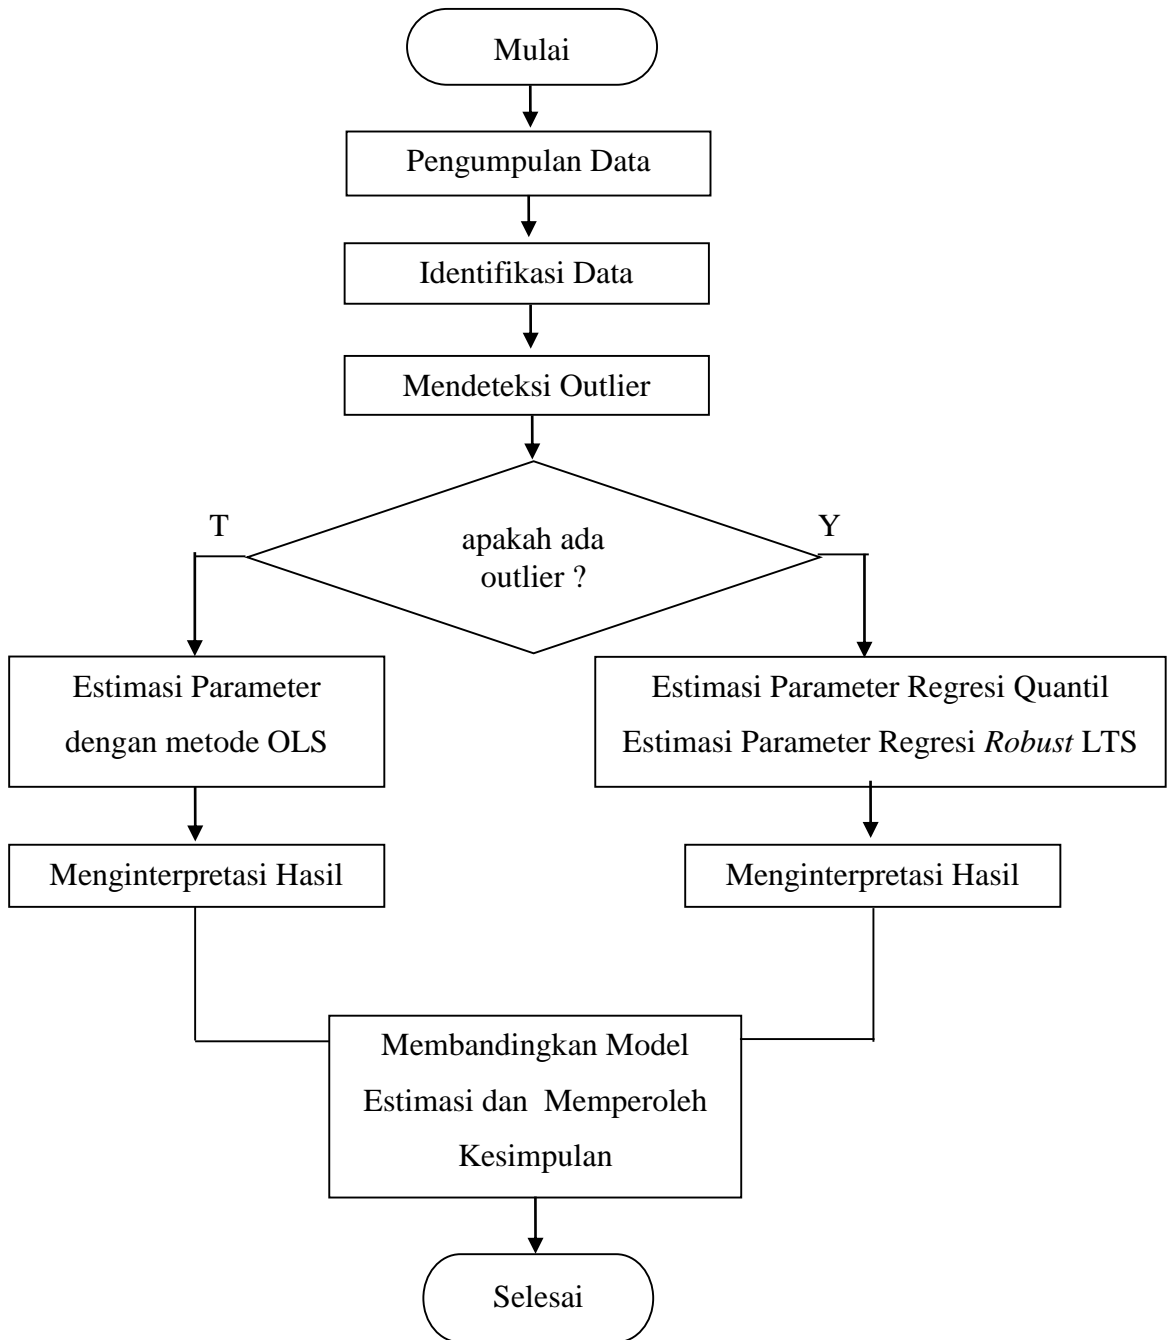 Mulai
Pengumpulan Data
Identifikasi Data
Mendeteksi Outlier
T
Y
apakah ada
outlier ?
Estimasi Parameter
dengan metode OLS
Estimasi Parameter Regresi Quantil
Estimasi Parameter Regresi Robust LTS
Menginterpretasi Hasil
Menginterpretasi Hasil
Membandingkan Model
Estimasi dan Memperoleh
Kesimpulan
Selesai